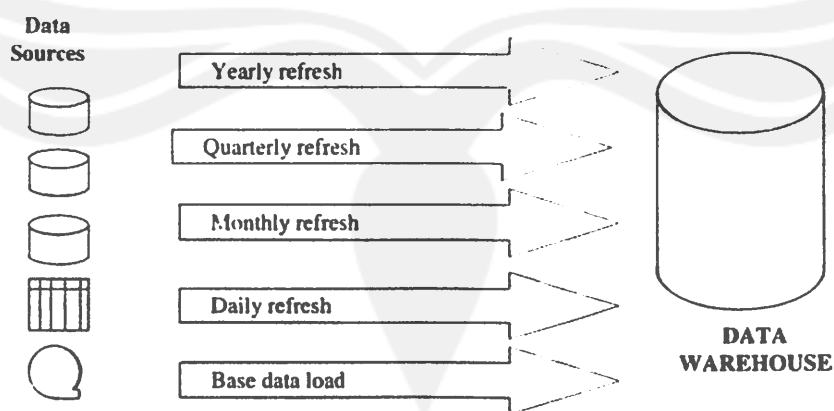 Data
Sources
Yearly refresh
Quarterly refresh
Monthly refresh
Daily refresh
Base data load
DATA
WAREHOUSE